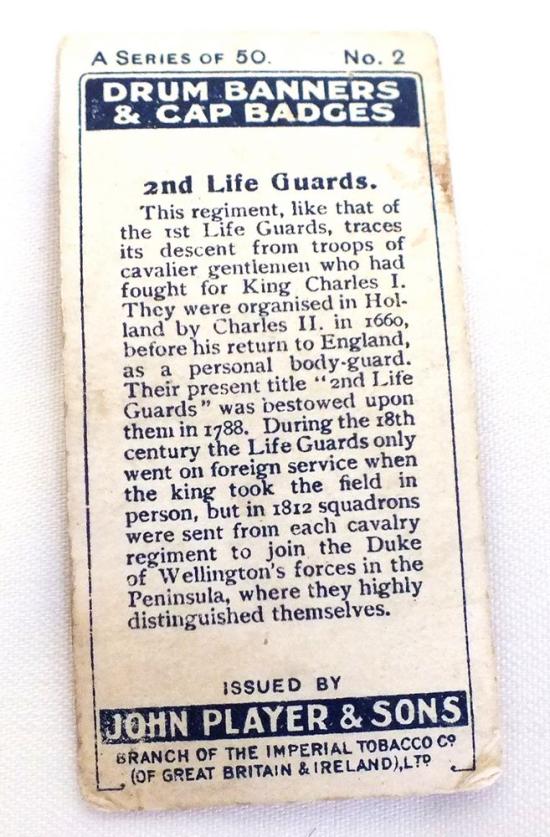 A SERIES OF 50. No. 2
DRUM BANNERS
& CAP BADGES
2nd Life Guards.
This regiment, like that of
the 1st Life Guards, traces
its descent from troops of
cavalier gentlemen who had
fought for King Charles I.
They were organised in Hol-
land by Charles II. in 1660,
before his return to England,
as a personal body-guard.
Their present title "2nd Life
Guards" was bestowed upon
them in 1788. During the 18th
century the Life Guards only
went on foreign service when
the king took the field in
person, but in 1812 squadrons
were sent from each cavalry
regiment to join the Duke
of Wellington's forces in the
Peninsula, where they highly
distinguished themselves.
ISSUED BY
JOHN PLAYER & SONS
BRANCH OF THE IMPERIAL TOBACCO Cº
(OF GREAT BRITAIN & IRELAND), LTD